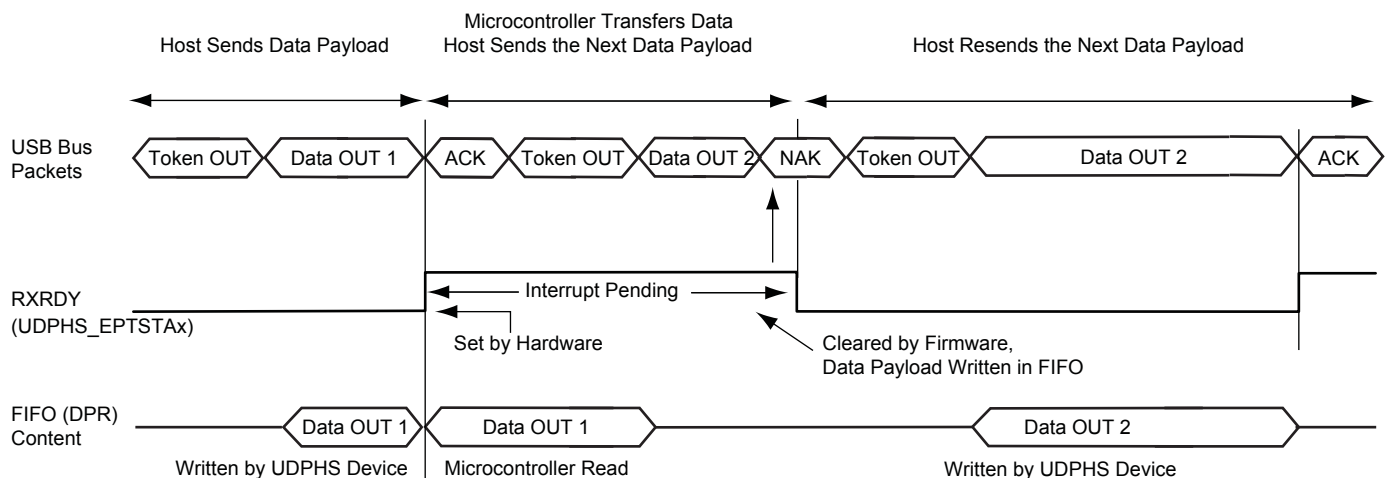 Microcontroller Transfers Data
Host Sends Data Payload
Host Sends the Next Data Payload
Host Resends the Next Data Payload
USB Bus
Packets
Token OUT
Data OUT 1
ACK
Token OUT
Data OUT 2
NAK
Token OUT
Data OUT 2
ACK
RXRDY
(UDPHS_EPTSTAx)
Interrupt Pending
Set by Hardware
Cleared by Firmware,
Data Payload Written in FIFO
FIFO (DPR)
Content
Data OUT 1
Data OUT 1
Data OUT 2
Written by UDPHS Device
Microcontroller Read
Written by UDPHS Device